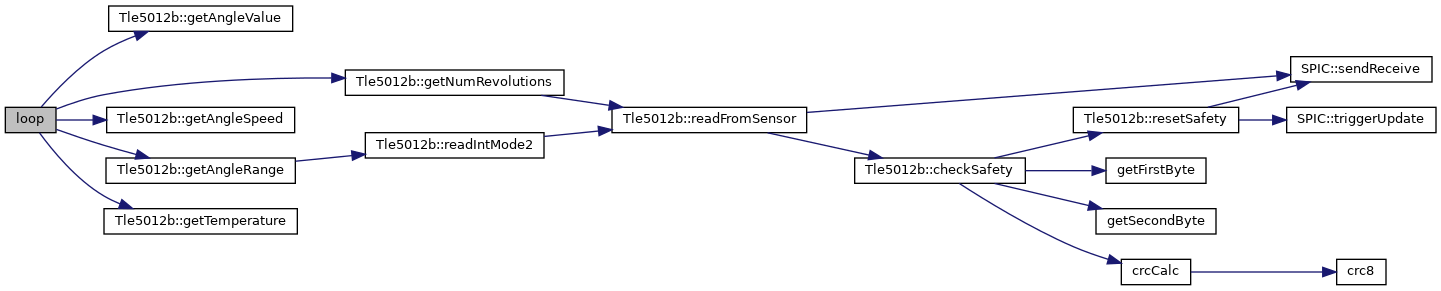 Tle5012b::getAngleValue
SPIC::sendReceive
Tle5012b::getNumRevolutions
loop
Tle5012b::getAngleSpeed
Tle5012b::readFromSensor
Tle5012b::resetSafety
SPIC::triggerUpdate
Tle5012b::readIntMode2
Tle5012b::getAngleRange
Tle5012b::checkSafety
getFirstByte
Tle5012b::getTemperature
getSecondByte
crcCalc
crc8